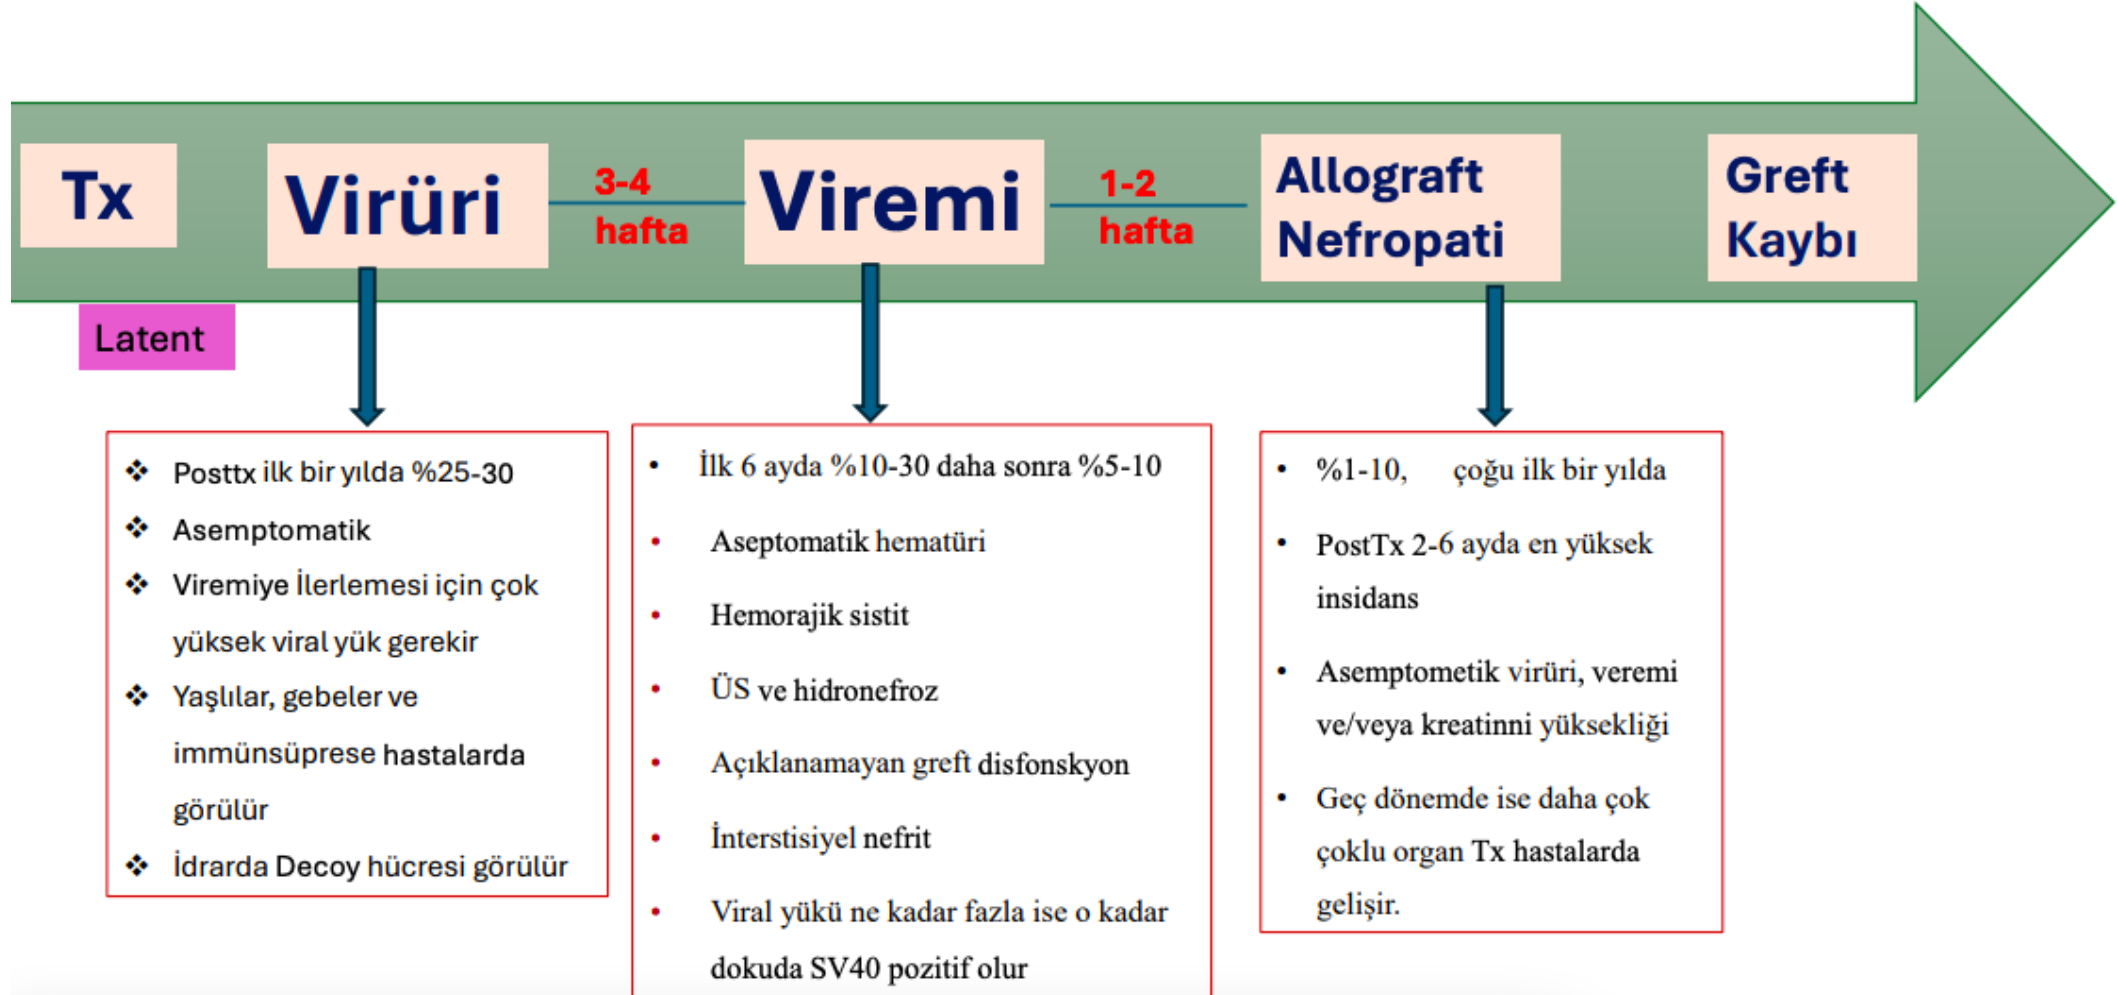 Tx
Virüri
3-4
hafta
Viremi
1-2
hafta
Allograft
Nefropati
Greft
Kaybı
Latent
❖ Posttx ilk bir yılda %25-30
❖ Asemptomatik
❖ Viremiye İlerlemesi için çok
yüksek viral yük gerekir
❖ Yaşlılar, gebeler ve
immünsüprese hastalarda
görülür
❖ İdrarda Decoy hücresi görülür
• İlk 6 ayda %10-30 daha sonra %5-10
• Aseptomatik hematüri
• Hemorajik sistit
• ÜS ve hidronefroz
• Açıklanamayan greft disfonskyon
• İnterstisiyel nefrit
• Viral yükü ne kadar fazla ise o kadar
dokuda SV40 pozitif olur
• %1-10, çoğu ilk bir yılda
• PostTx 2-6 ayda en yüksek
insidans
• Asemptometik virüri, veremi
ve/veya kreatinni yüksekliği
• Geç dönemde ise daha çok
çoklu organ Tx hastalarda
gelişir.